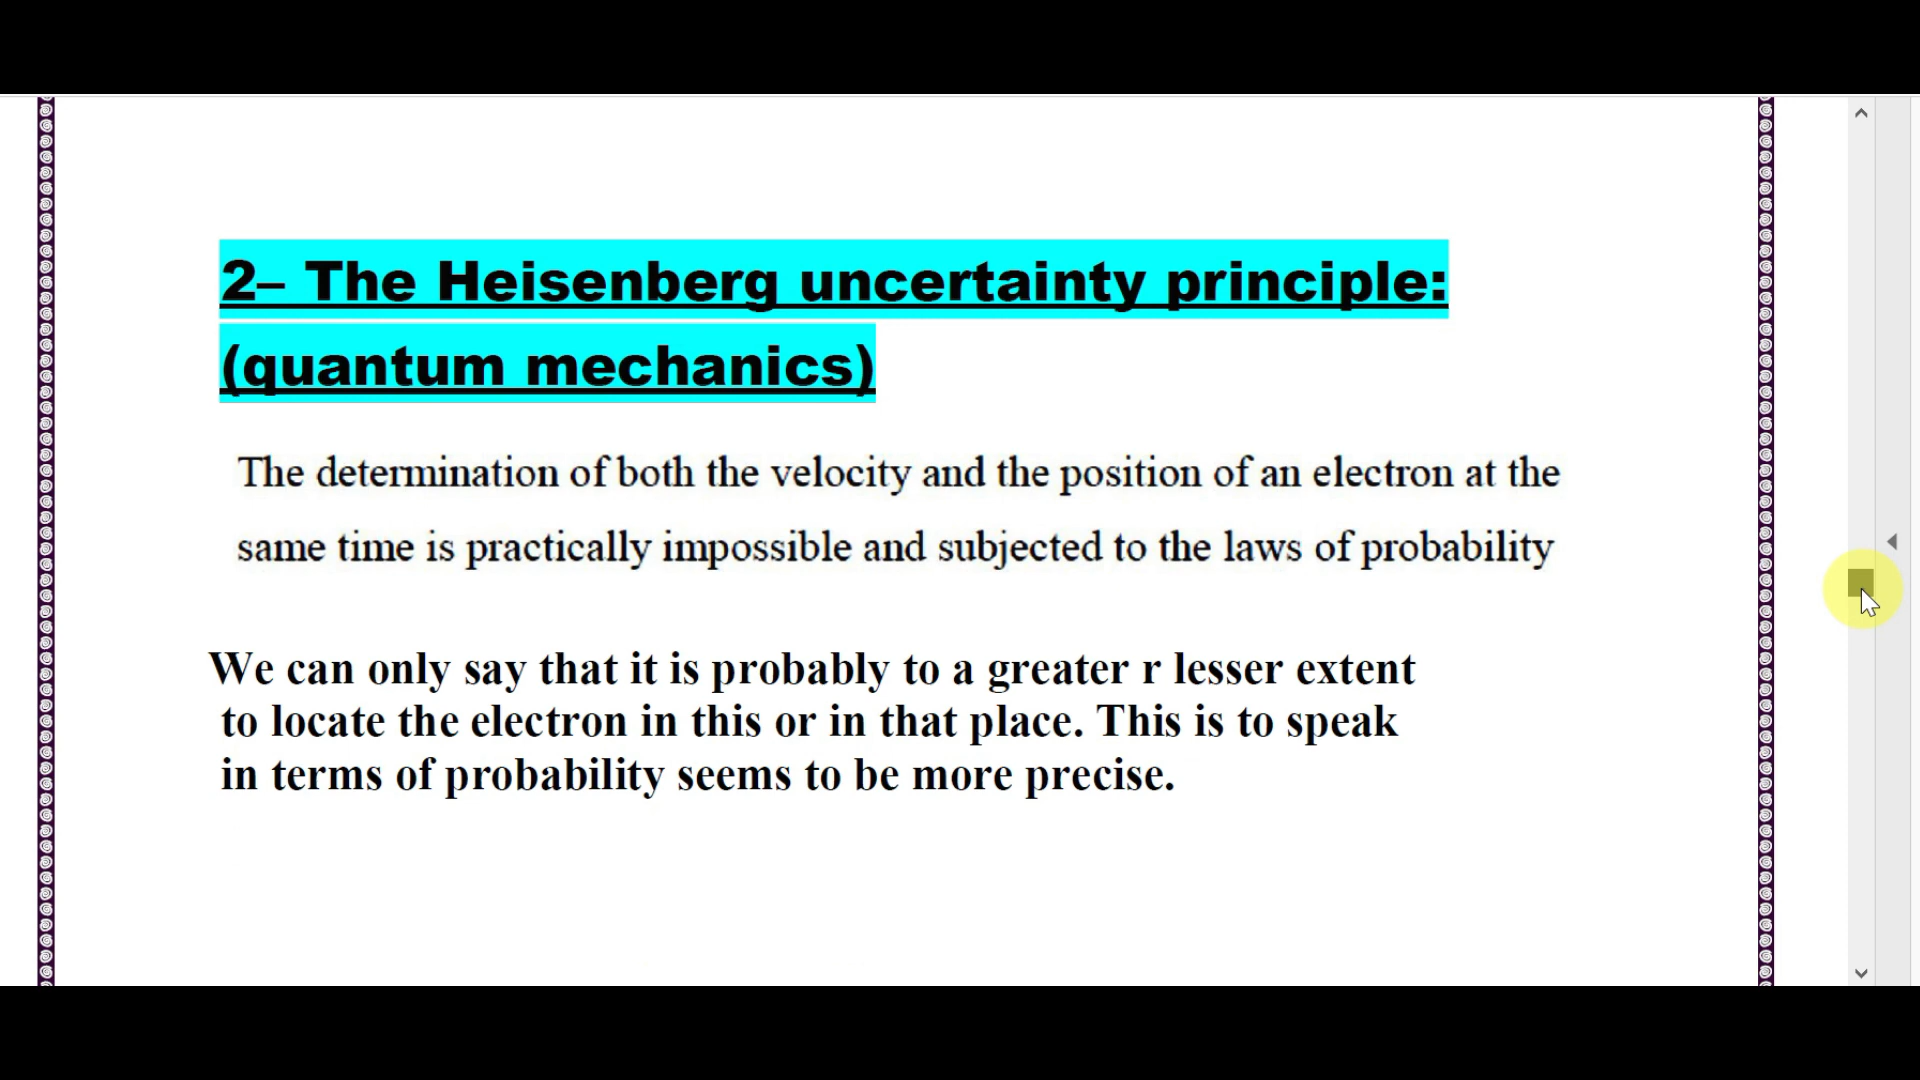 2– The Heisenberg uncertainty principle:
(quantum mechanics)
The determination of both the velocity and the position of an electron at the
same time is practically impossible and subjected to the laws of probability
We can only say that it is probably to a greater r lesser extent
to locate the electron in this or in that place. This is to speak
in terms of probability seems to be more precise.